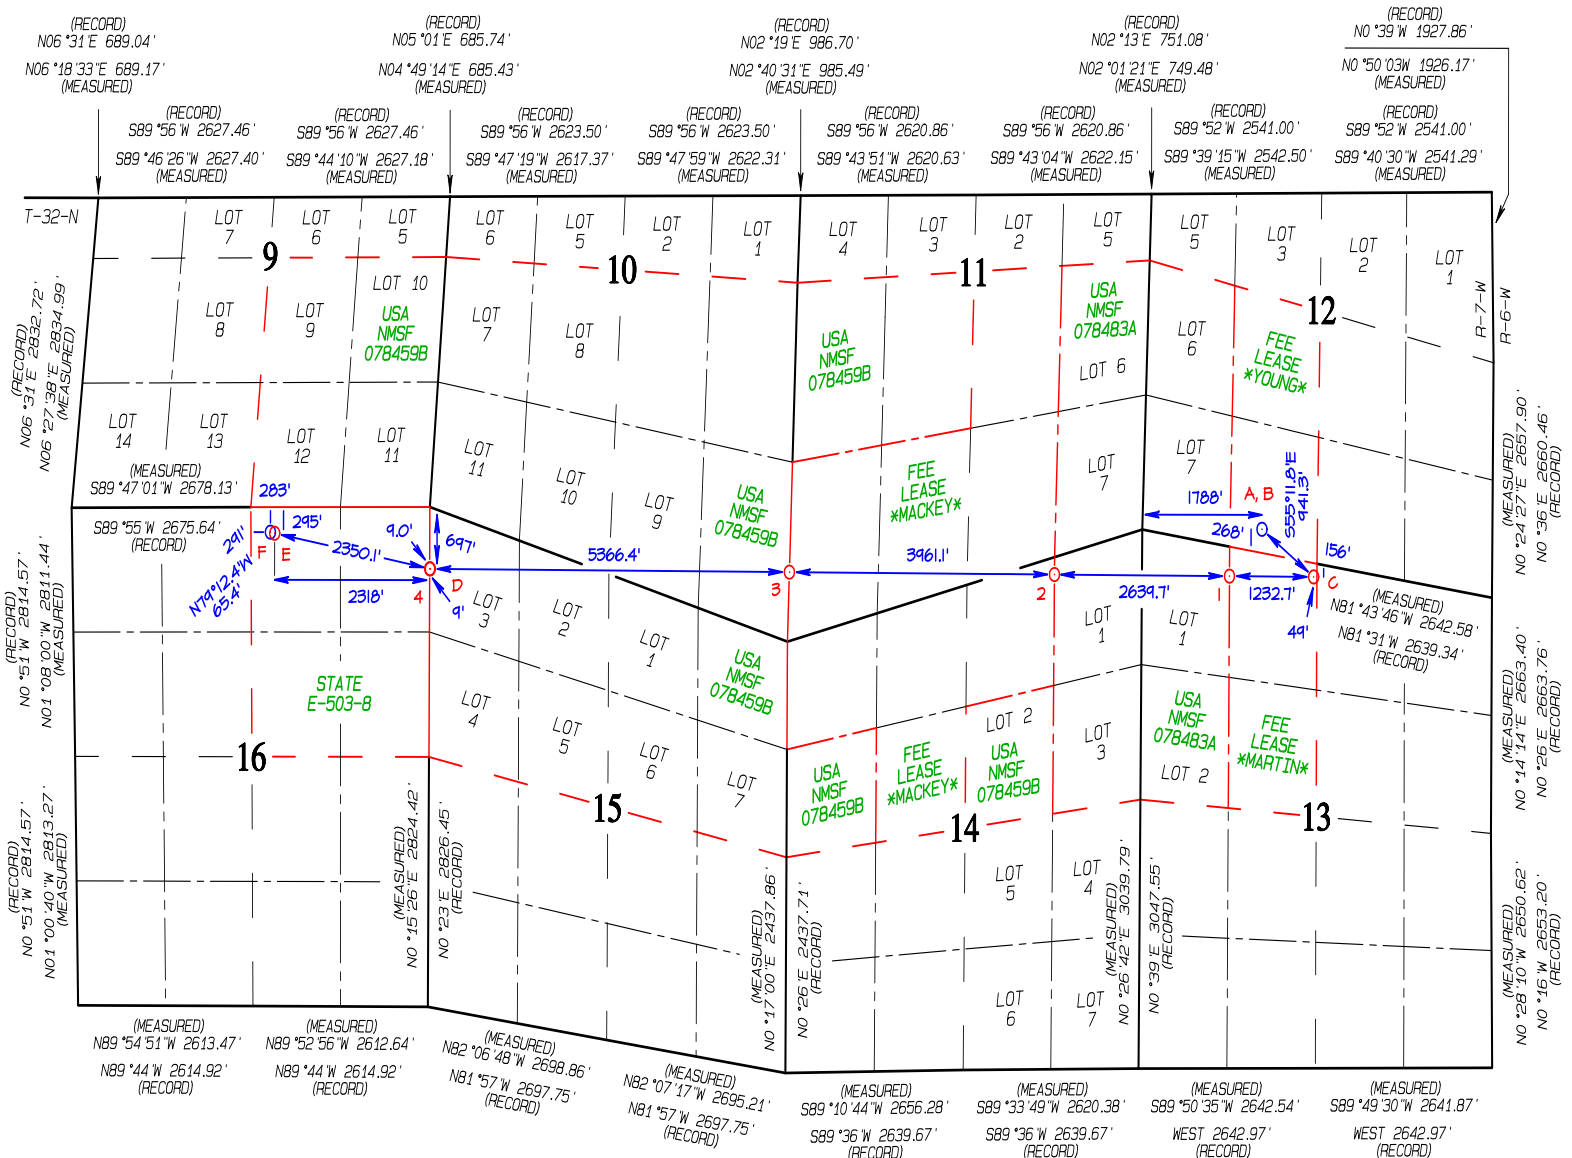 (RECORD)
N06°31'E 689.04'
N06°18'33"E 689.17'
(MEASURED)
(RECORD)
N05°01'E 685.74'
N04°49'14"E 685.43'
(MEASURED)
(RECORD)
N02°19'E 986.70'
N02°40'31"E 985.49'
(MEASURED)
(RECORD)
N02°13'E 751.08'
N02°01'21"E 749.48'
(MEASURED)
(RECORD)
N0°39'W 1927.86'
N0°50'03W 1926.17'
(MEASURED)
(RECORD)
S89°56'W 2627.46'
S89°46'26"W 2627.40'
(MEASURED)
(RECORD)
S89°56'W 2627.46'
S89°44'10"W 2627.18'
(MEASURED)
(RECORD)
S89°56'W 2623.50'
S89°47'19"W 2617.37'
(MEASURED)
(RECORD)
S89°56'W 2623.50'
S89°47'59"W 2622.31'
(MEASURED)
(RECORD)
S89°56'W 2620.86'
S89°43'51"W 2620.63'
(MEASURED)
(RECORD)
S89°56'W 2620.86'
S89°43'04"W 2622.15'
(MEASURED)
(RECORD)
S89°52'W 2541.00'
S89°39'15"W 2542.50'
(MEASURED)
(RECORD)
S89°52'W 2541.00'
S89°40'30"W 2541.29'
(MEASURED)
T-32-N
LOT
7
LOT
6
LOT
5
9
LOT 10
LOT
8
LOT
9
USA
NMSF
078459B
LOT
14
LOT
13
LOT
12
LOT
11
LOT
6
LOT
5
LOT
2
LOT
1
10
LOT
7
LOT
8
LOT
11
LOT
10
LOT
9
USA
NMSF
078459B
LOT
4
LOT
3
LOT
2
LOT
5
11
USA
NMSF
078459B
USA
NMSF
078483A
LOT 6
FEE
LEASE
*MACKEY*
LOT
7
LOT
5
LOT
3
LOT
2
LOT
1
12
LOT
6
FEE
LEASE
*YOUNG*
LOT
7
R-7-W
R-6-W
(RECORD)
N06°31'E 2832.72'
N06°27'38"E 2834.99'
(MEASURED)
(MEASURED)
S89°47'01"W 2678.13'
S89°55'W 2675.64'
(RECORD)
283'
291'
295'
F
E
N79°12.4'W
65.4'
2350.1'
2318'
9.0'
697'
D
4
9'
5366.4'
3
3961.1'
2
2639.7'
1
1232.7'
1788'
A, B
268'
S55°11.8'E
941.3'
156'
C
49'
(MEASURED)
N0°24'27"E 2657.90'
N0°36'E 2660.46'
(RECORD)
(MEASURED)
N81°43'46"W 2642.58'
N81°31'W 2639.34'
(RECORD)
(RECORD)
N0°51'W 2814.57'
N01°08'00"W 2811.44'
(MEASURED)
STATE
E-503-8
16
LOT
3
LOT
2
LOT
1
USA
NMSF
078459B
LOT
4
LOT
5
LOT
6
LOT
7
15
LOT
1
LOT 2
LOT
3
USA
NMSF
078459B
FEE
LEASE
*MACKEY*
USA
NMSF
078459B
14
LOT
5
LOT
4
LOT
6
LOT
7
LOT
1
USA
NMSF
078483A
LOT 2
FEE
LEASE
*MARTIN*
13
(MEASURED)
N0°14'14"E 2663.40'
N0°26'E 2663.76'
(RECORD)
(RECORD)
N0°51'W 2814.57'
N01°00'40"W 2813.27'
(MEASURED)
(MEASURED)
N0°15'26"E 2824.42'
N0°23'E 2826.45'
(RECORD)
(MEASURED)
N0°17'00"E 2437.86'
N0°26'E 2437.71'
(RECORD)
(MEASURED)
N0°26'42"E 3039.79'
N0°39'E 3047.55'
(RECORD)
(MEASURED)
N0°28'10"W 2650.62'
N0°16'W 2653.20'
(RECORD)
(MEASURED)
N89°54'51"W 2613.47'
N89°44'W 2614.92'
(RECORD)
(MEASURED)
N89°52'56"W 2612.64'
N89°44'W 2614.92'
(RECORD)
(MEASURED)
N82°06'48"W 2698.86'
N81°57'W 2697.75'
(RECORD)
(MEASURED)
N82°07'17"W 2695.21'
N81°57'W 2697.75'
(RECORD)
(MEASURED)
S89°10'44"W 2656.28'
S89°36'W 2639.67'
(RECORD)
(MEASURED)
S89°33'49"W 2620.38'
S89°36'W 2639.67'
(RECORD)
(MEASURED)
S89°50'35"W 2642.54'
WEST 2642.97'
(RECORD)
(MEASURED)
S89°49'30"W 2641.87'
WEST 2642.97'
(RECORD)